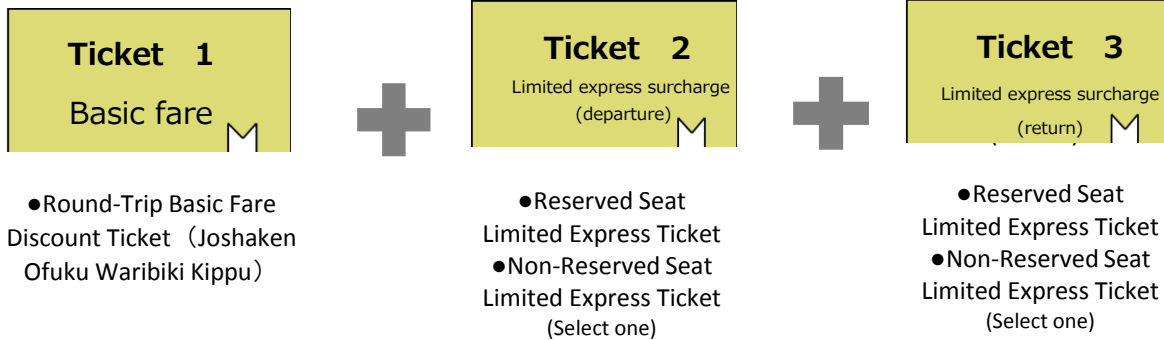 Ticket 1
Basic fare
●Round-Trip Basic Fare
Discount Ticket（Joshaken
Ofuku Waribiki Kippu）
Ticket 2
Limited express surcharge
(departure)
●Reserved Seat
Limited Express Ticket
●Non-Reserved Seat
Limited Express Ticket
(Select one)
Ticket 3
Limited express surcharge
(return)
●Reserved Seat
Limited Express Ticket
●Non-Reserved Seat
Limited Express Ticket
(Select one)